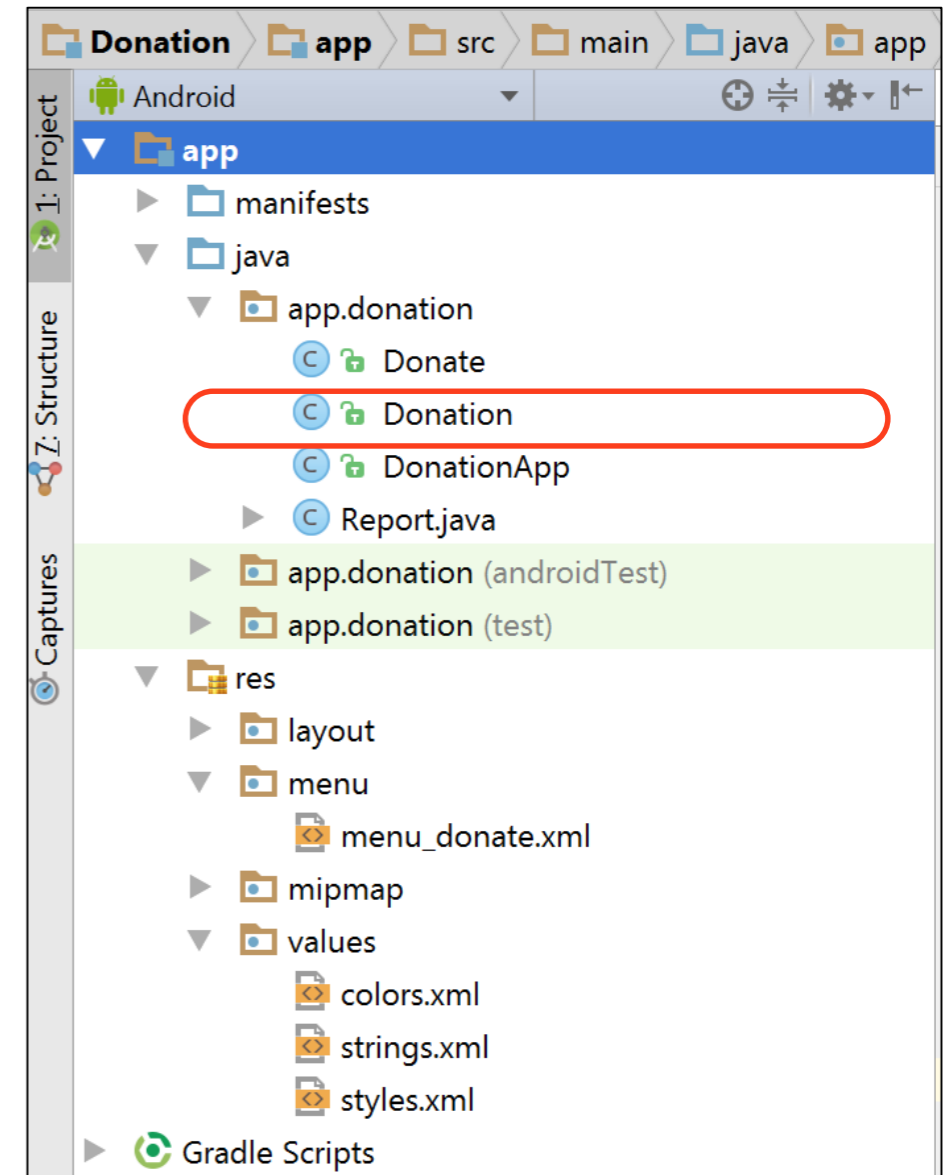 Donation app src main java app
Android
1: Project
app
manifests
java
app.donation
Donate
7: Structure
C Donation
C DonationApp
C Report.java
app.donation (androidTest)
Captures
app.donation (test)
res
layout
menu
menu_donate.xml
mipmap
values
colors.xml
strings.xml
styles.xml
Gradle Scripts